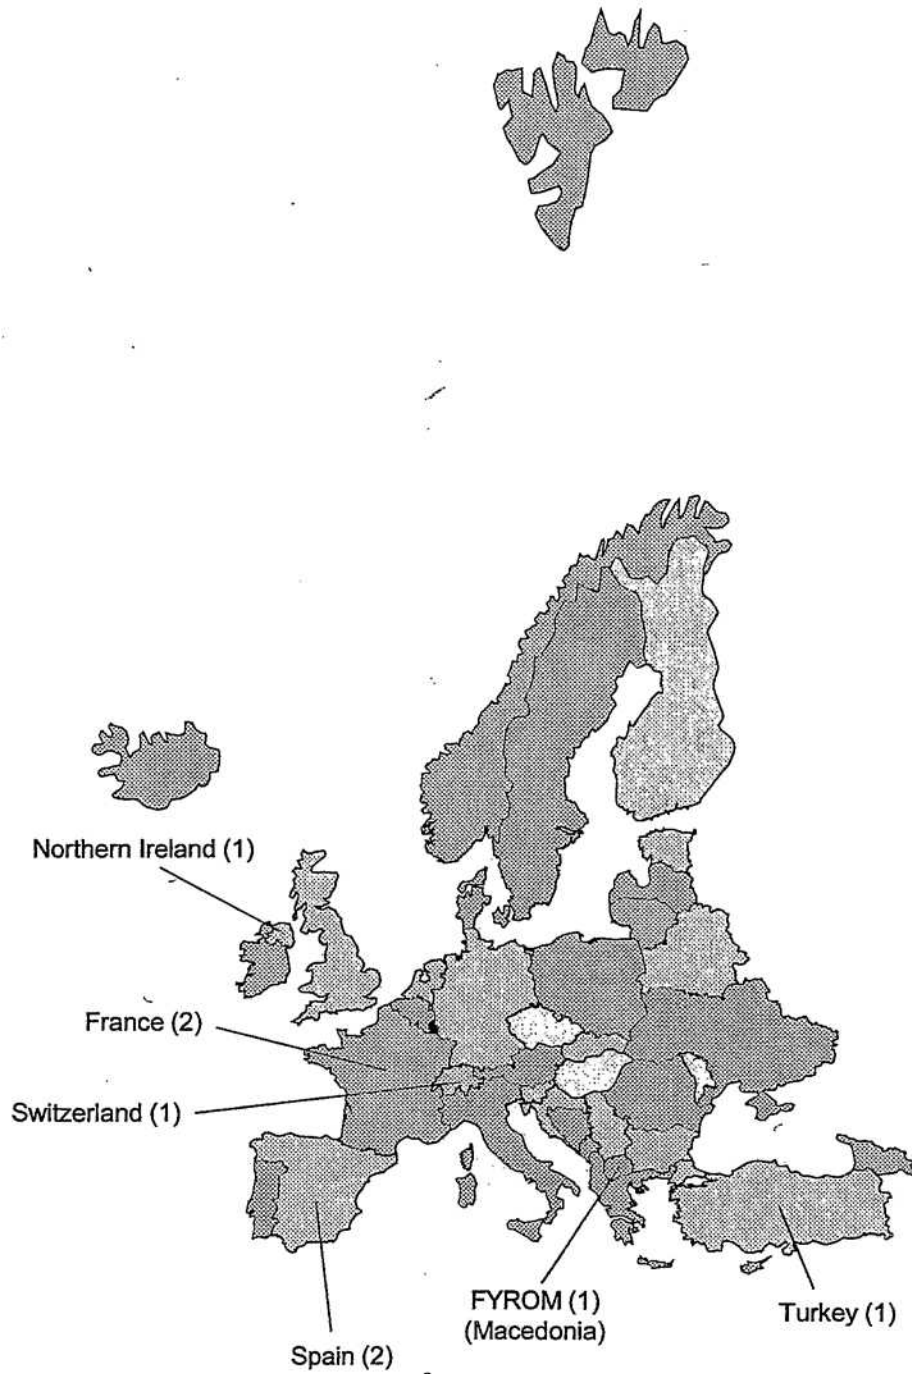 Northern Ireland (1)
France (2)
Switzerland (1)
Spain (2)
FYROM (1)
(Macedonia)
Turkey (1)